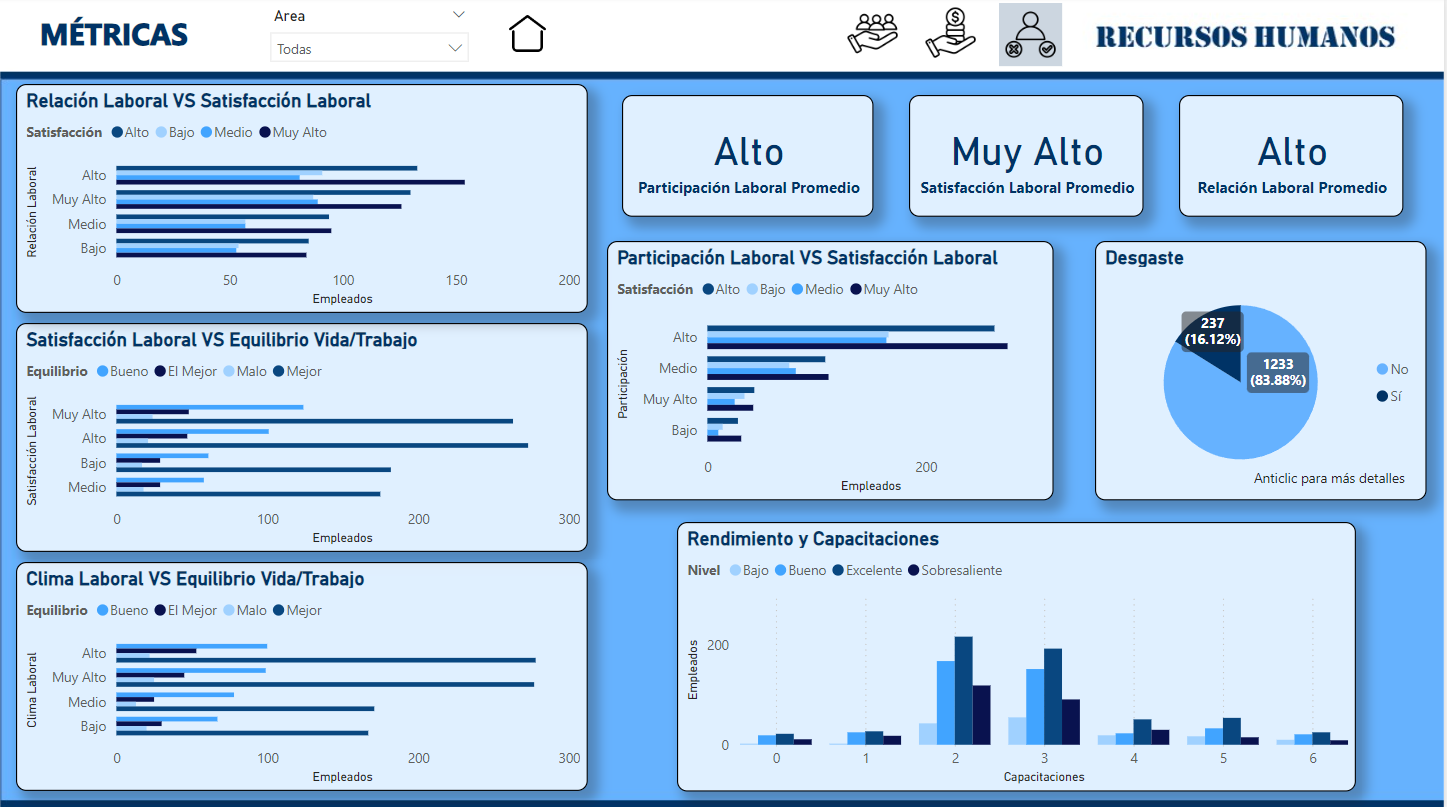 MÉTRICAS
Area
Todas
RECURSOS HUMANOS
Relación Laboral VS Satisfacción Laboral
Satisfacción Alto Bajo Medio Muy Alto
Relación Laboral
Alto
Muy Alto
Medio
Bajo
0 50 100 150 200
Empleados
Satisfacción Laboral VS Equilibrio Vida/Trabajo
Equilibrio Bueno El Mejor Malo Mejor
Satisfacción Laboral
Muy Alto
Alto
Bajo
Medio
0 100 200 300
Empleados
Clima Laboral VS Equilibrio Vida/Trabajo
Equilibrio Bueno El Mejor Malo Mejor
Clima Laboral
Alto
Muy Alto
Medio
Bajo
0 100 200 300
Empleados
Alto
Participación Laboral Promedio
Muy Alto
Satisfacción Laboral Promedio
Alto
Relación Laboral Promedio
Participación Laboral VS Satisfacción Laboral
Satisfacción Alto Bajo Medio Muy Alto
Participación
Alto
Medio
Muy Alto
Bajo
0 200
Empleados
Desgaste
237
(16.12%)
1233
(83.88%)
No
Sí
Anticlic para más detalles
Rendimiento y Capacitaciones
Nivel Bajo Bueno Excelente Sobresaliente
Empleados
200
0
0 1 2 3 4 5 6
Capacitaciones